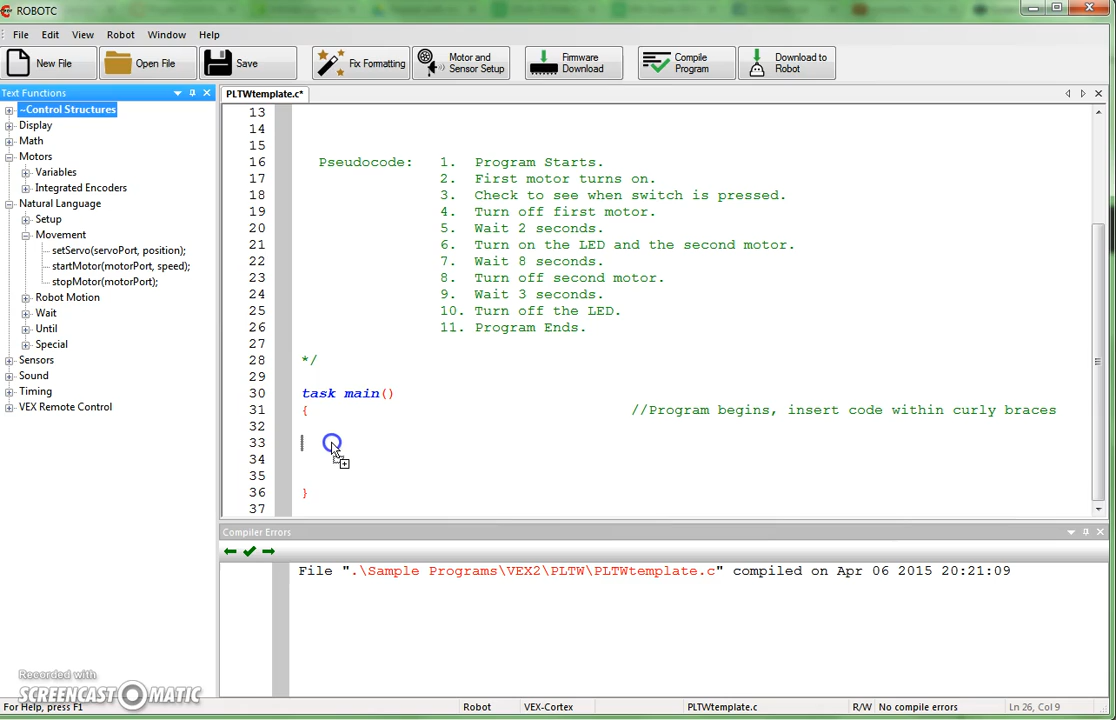 ROBOTC
File Edit View Robot Window Help
New File Open File Save Fix Formatting Motor and Sensor Setup Firmware Download Compile Program Download to Robot
Text Functions
~Control Structures
Display
Math
Motors
Variables
Integrated Encoders
Natural Language
Setup
Movement
setServo(servoPort, position);
startMotor(motorPort, speed);
stopMotor(motorPort);
Robot Motion
Wait
Until
Special
Sensors
Sound
Timing
VEX Remote Control
PLTWtemplate.c*
13
14
15
16 Pseudocode: 1. Program Starts.
17 2. First motor turns on.
18 3. Check to see when switch is pressed.
19 4. Turn off first motor.
20 5. Wait 2 seconds.
21 6. Turn on the LED and the second motor.
22 7. Wait 8 seconds.
23 8. Turn off second motor.
24 9. Wait 3 seconds.
25 10. Turn off the LED.
26 11. Program Ends.
27
28 */
29
30 task main()
31 { //Program begins, insert code within curly braces
32
33
34
35
36 }
37
Compiler Errors
File ".\Sample Programs\VEX2\PLTW\PLTWtemplate.c" compiled on Apr 06 2015 20:21:09
Recorded with
SCREENCAST-O-MATIC
For Help, press F1 Robot VEX-Cortex PLTWtemplate.c R/W No compile errors Ln 26, Col 9